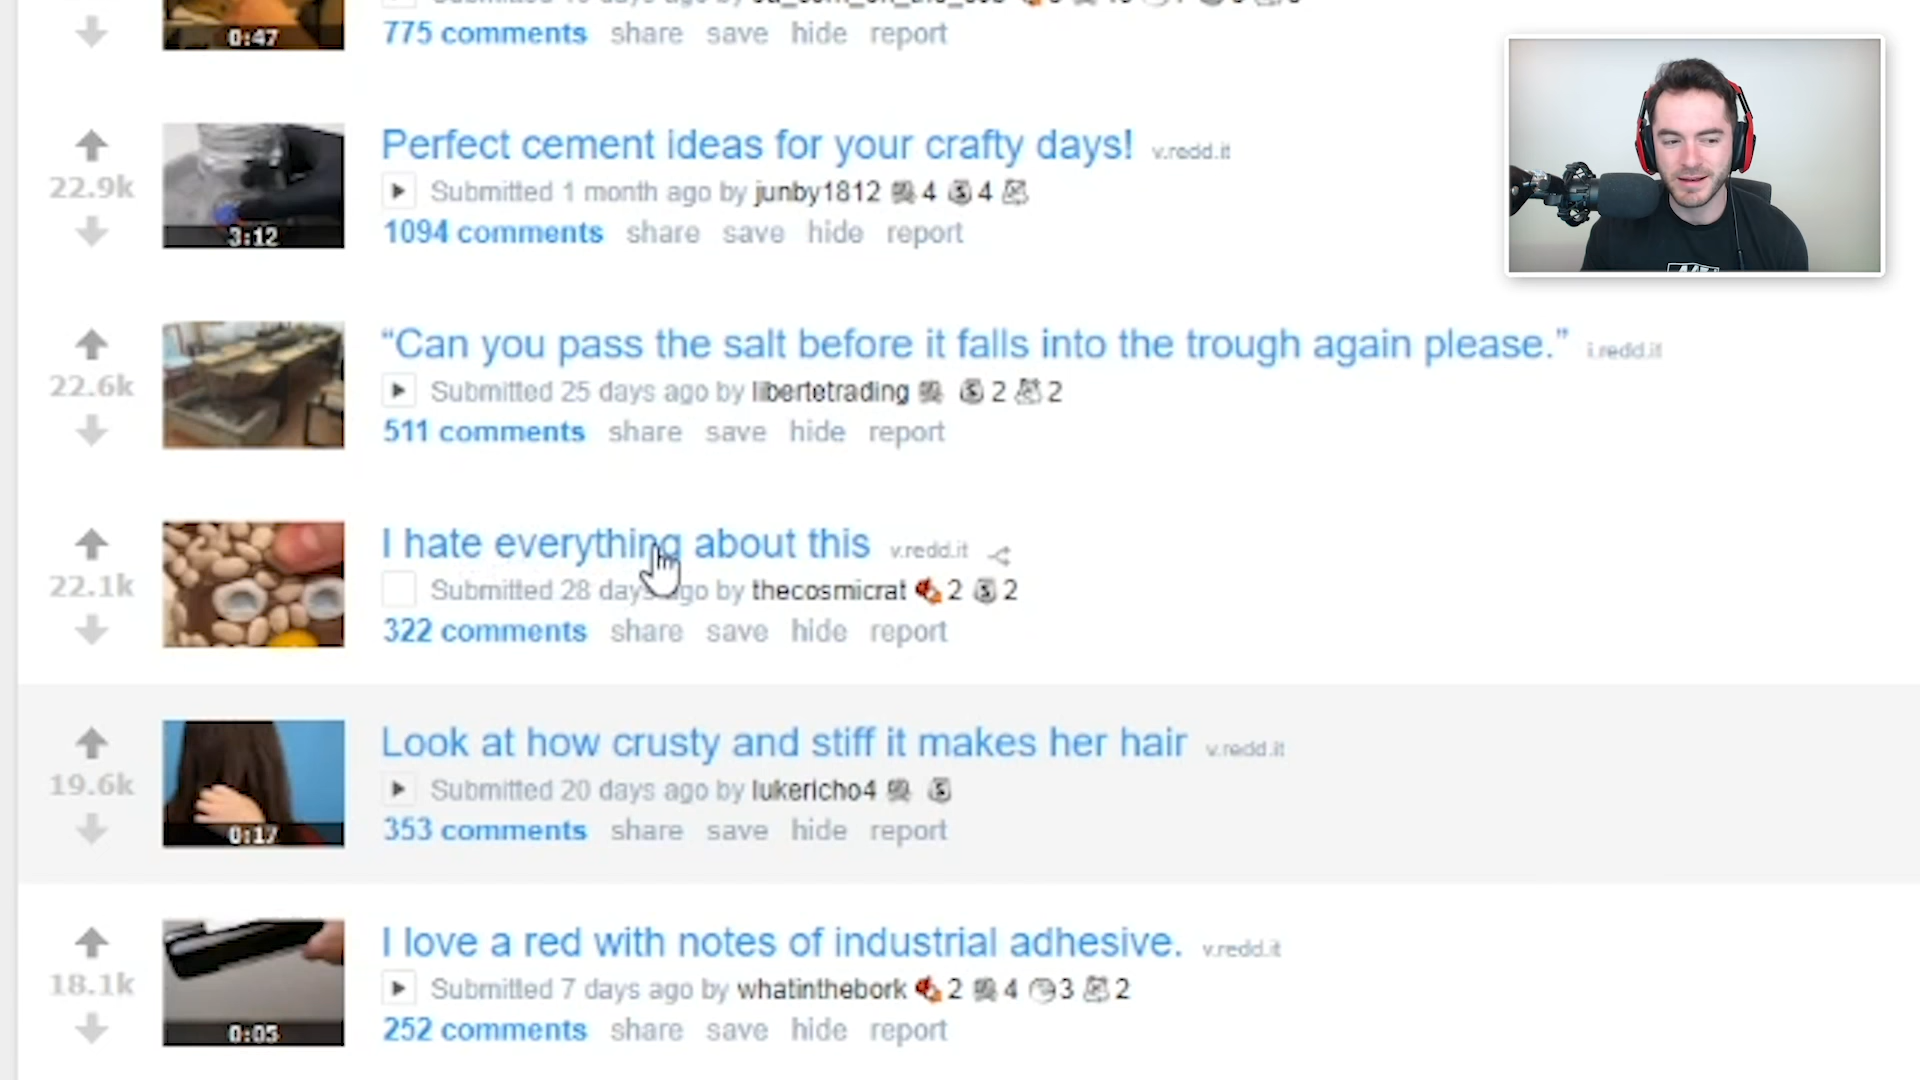 0:47
775 comments share save hide report
22.9k
3:12
Perfect cement ideas for your crafty days! v.redd.it
Submitted 1 month ago by junby1812 4 4
1094 comments share save hide report
22.6k
“Can you pass the salt before it falls into the trough again please.” i.redd.it
Submitted 25 days ago by libertetrading 2 2
511 comments share save hide report
22.1k
I hate everything about this v.redd.it
Submitted 28 days ago by thecosmicrat 2 2
322 comments share save hide report
19.6k
0:17
Look at how crusty and stiff it makes her hair v.redd.it
Submitted 20 days ago by lukericho4
353 comments share save hide report
18.1k
0:05
I love a red with notes of industrial adhesive. v.redd.it
Submitted 7 days ago by whatinthebork 2 4 3 2
252 comments share save hide report